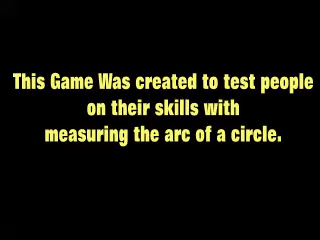 This Game Was created to test people
on their skills with
measuring the arc of a circle.